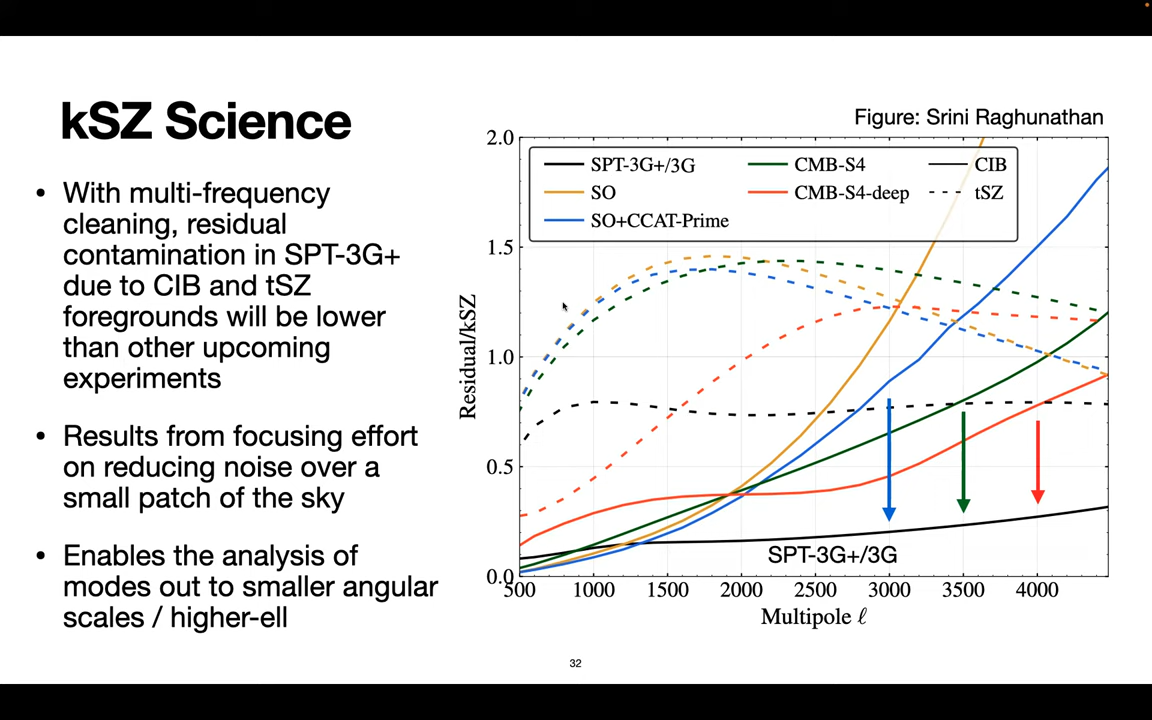 kSZ Science
• With multi-frequency
cleaning, residual
contamination in SPT-3G+
due to CIB and tSZ
foregrounds will be lower
than other upcoming
experiments
• Results from focusing effort
on reducing noise over a
small patch of the sky
• Enables the analysis of
modes out to smaller angular
scales / higher-ell
Figure: Srini Raghunathan
SPT-3G+/3G
SO
SO+CCAT-Prime
CMB-S4
CMB-S4-deep
CIB
tSZ
2.0
1.5
1.0
0.5
0.0
Residual/kSZ
SPT-3G+/3G
500 1000 1500 2000 2500 3000 3500 4000
Multipole ℓ
32